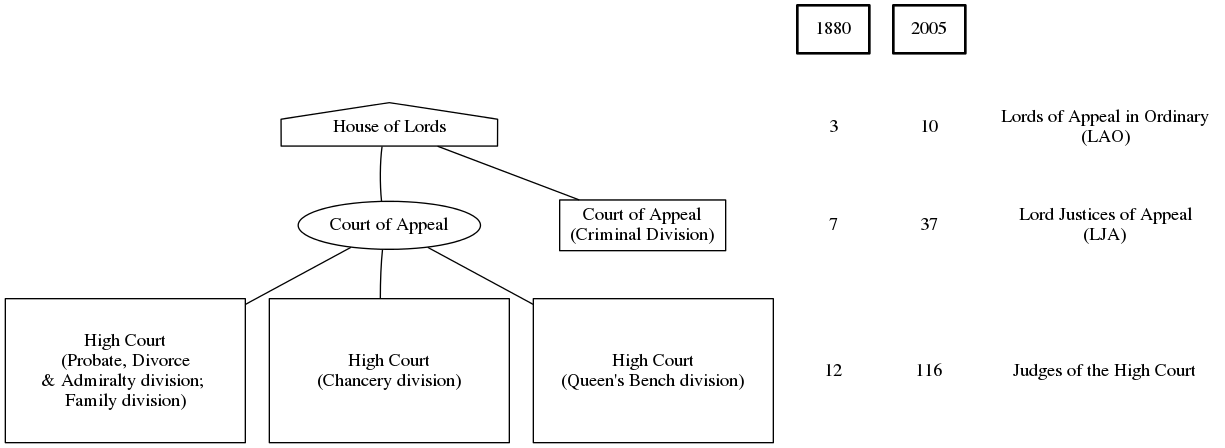 1880 2005
House of Lords 3 10 Lords of Appeal in Ordinary
(LAO)
Court of Appeal
Court of Appeal
(Criminal Division) 7 37 Lord Justices of Appeal
(LJA)
High Court
(Probate, Divorce
& Admiralty division;
Family division)
High Court
(Chancery division)
High Court
(Queen's Bench division)
12 116 Judges of the High Court